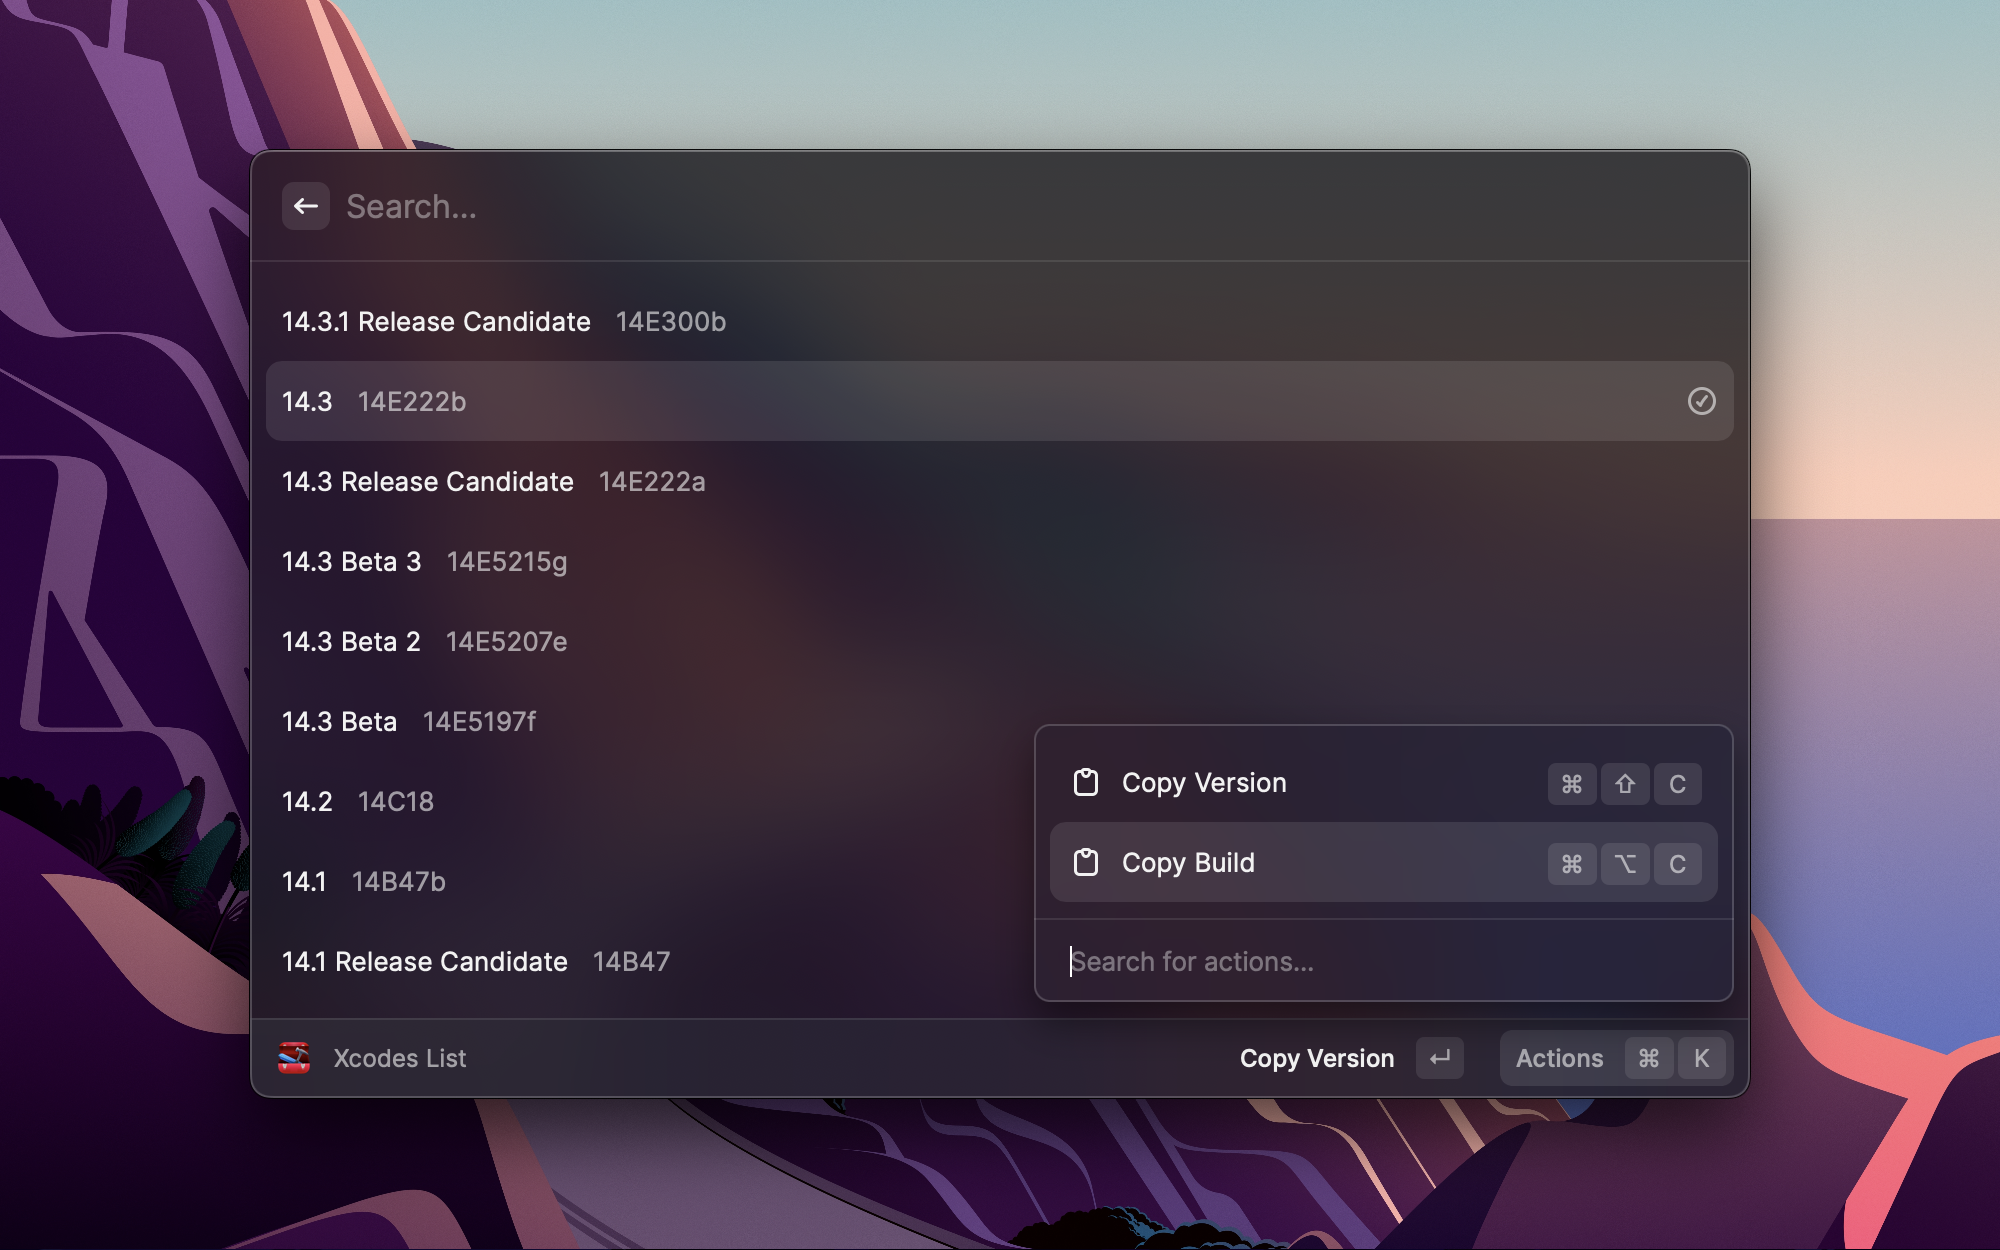 Search...
14.3.1 Release Candidate 14E300b
14.3 14E222b
14.3 Release Candidate 14E222a
14.3 Beta 3 14E5215g
14.3 Beta 2 14E5207e
14.3 Beta 14E5197f
14.2 14C18
14.1 14B47b
14.1 Release Candidate 14B47
Copy Version ⌘ ⇧ C
Copy Build ⌘ ⌥ C
Search for actions...
Xcodes List Copy Version ↵ Actions ⌘ K